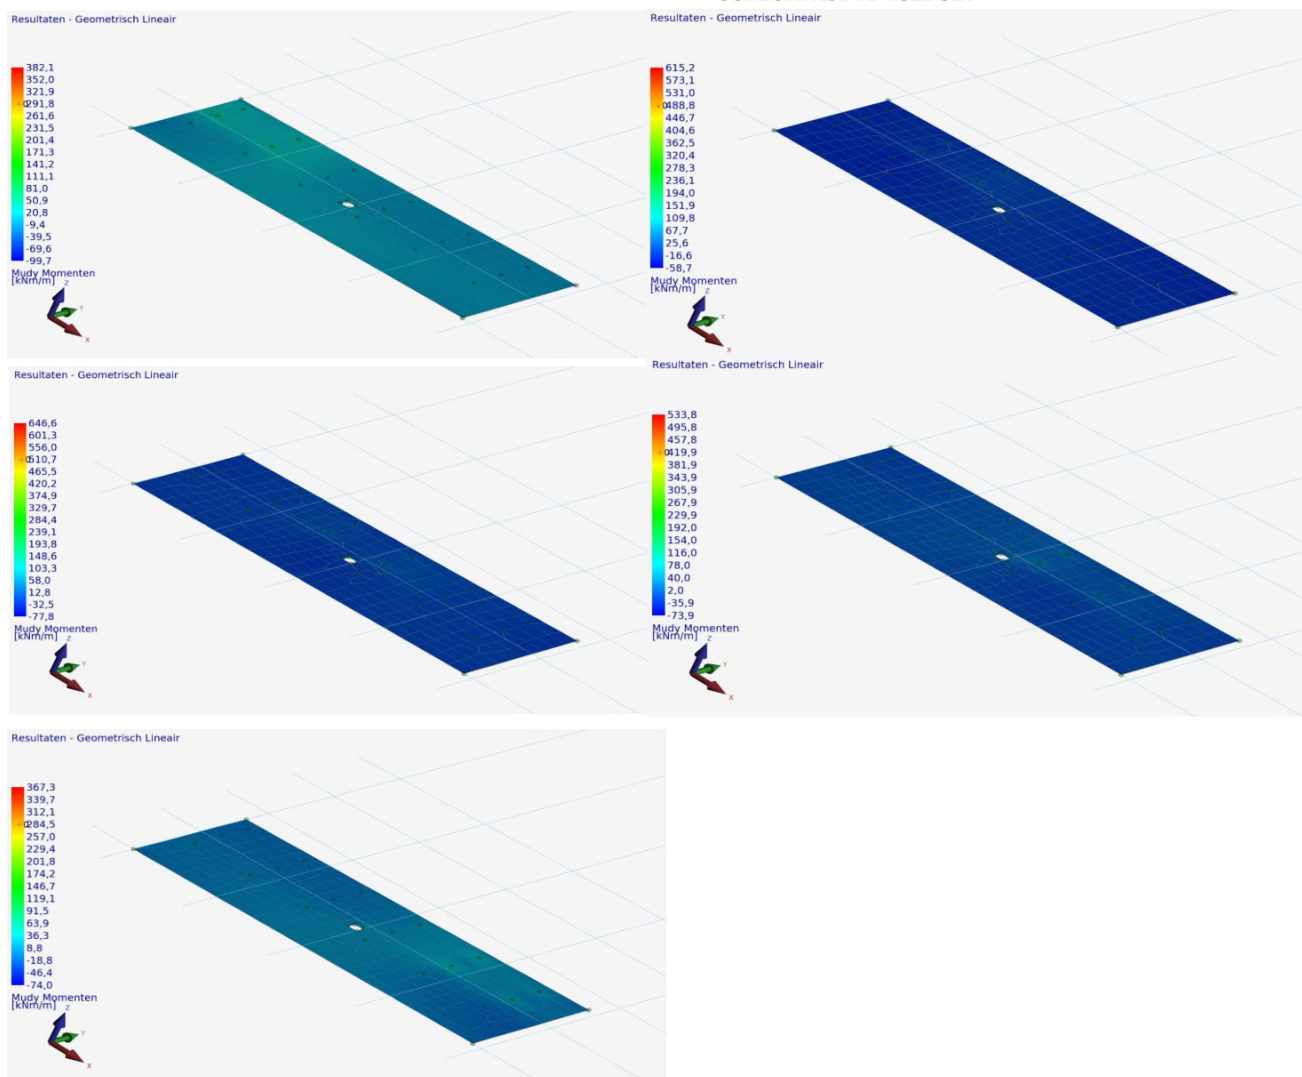 Resultaten - Geometrisch Lineair
382,1
352,0
321,9
291,8
261,6
231,5
201,4
171,3
141,2
111,1
81,0
50,9
20,8
-9,4
-39,5
-69,6
-99,7
Mudy Momenten
[kNm/m]
Z
Y
X
Resultaten - Geometrisch Lineair
615,2
573,1
531,0
488,8
446,7
404,6
362,5
320,4
278,3
236,1
194,0
151,9
109,8
67,7
25,6
-16,6
-58,7
Mudy Momenten
[kNm/m]
Z
Y
X
Resultaten - Geometrisch Lineair
646,6
601,3
556,0
510,7
465,5
420,2
374,9
329,7
284,4
239,1
193,8
148,6
103,3
58,0
12,8
-32,5
-77,8
Mudy Momenten
[kNm/m]
Z
Y
X
Resultaten - Geometrisch Lineair
533,8
495,8
457,8
419,9
381,9
343,9
305,9
267,9
229,9
192,0
154,0
116,0
78,0
40,0
2,0
-35,9
-73,9
Mudy Momenten
[kNm/m]
Z
Y
X
Resultaten - Geometrisch Lineair
367,3
339,7
312,1
284,5
257,0
229,4
201,8
174,2
146,7
119,1
91,5
63,9
36,3
8,8
-18,8
-46,4
-74,0
Mudy Momenten
[kNm/m]
Z
Y
X